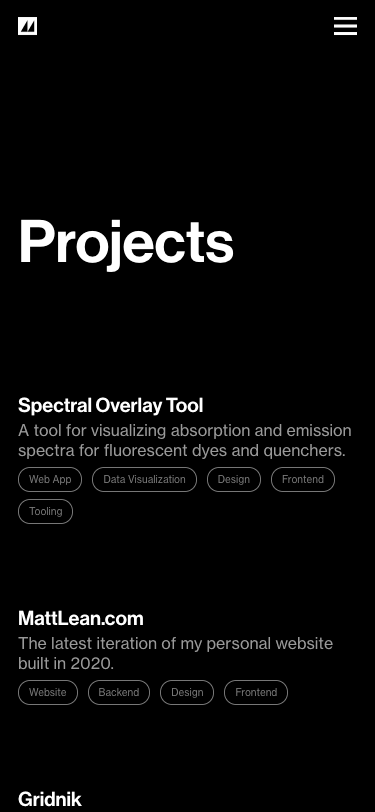 Projects
Spectral Overlay Tool
A tool for visualizing absorption and emission
spectra for fluorescent dyes and quenchers.
Web App Data Visualization Design Frontend
Tooling
MattLean.com
The latest iteration of my personal website
built in 2020.
Website Backend Design Frontend
Gridnik